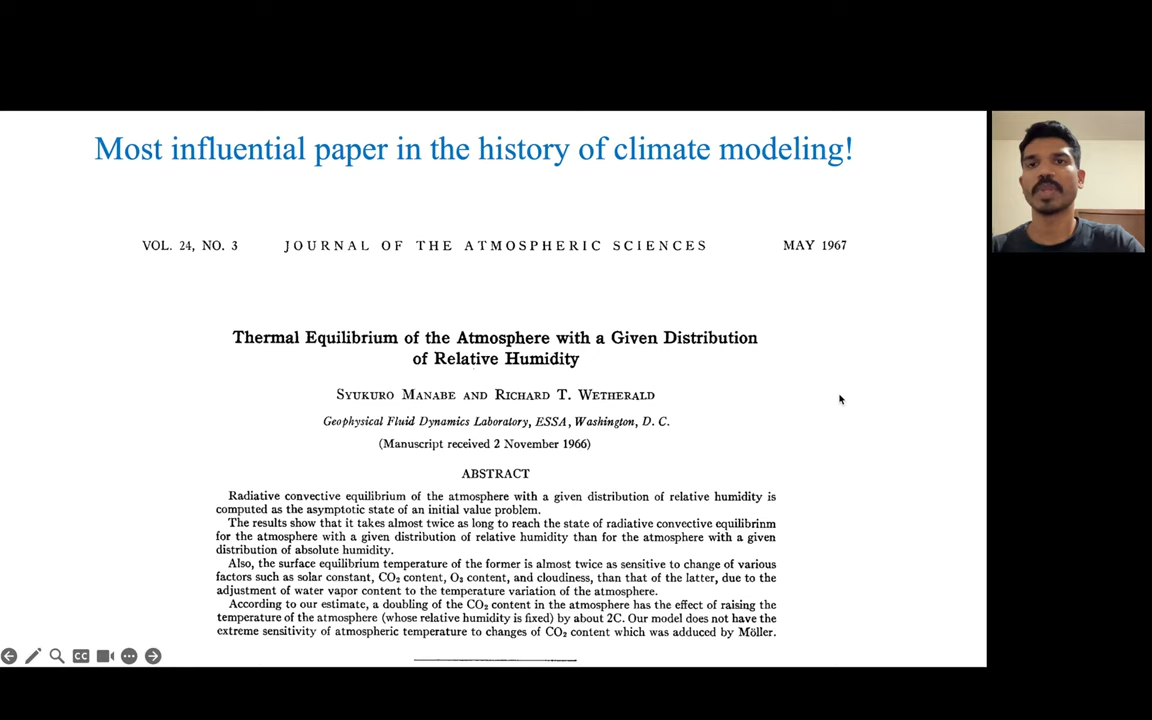 Most influential paper in the history of climate modeling!
VOL. 24, NO. 3 JOURNAL OF THE ATMOSPHERIC SCIENCES MAY 1967
Thermal Equilibrium of the Atmosphere with a Given Distribution
of Relative Humidity
SYUKURO MANABE AND RICHARD T. WETHERALD
Geophysical Fluid Dynamics Laboratory, ESSA, Washington, D. C.
(Manuscript received 2 November 1966)
ABSTRACT
Radiative convective equilibrium of the atmosphere with a given distribution of relative humidity is
computed as the asymptotic state of an initial value problem.
The results show that it takes almost twice as long to reach the state of radiative convective equilibrinm
for the atmosphere with a given distribution of relative humidity than for the atmosphere with a given
distribution of absolute humidity.
Also, the surface equilibrium temperature of the former is almost twice as sensitive to change of various
factors such as solar constant, CO₂ content, O₃ content, and cloudiness, than that of the latter, due to the
adjustment of water vapor content to the temperature variation of the atmosphere.
According to our estimate, a doubling of the CO₂ content in the atmosphere has the effect of raising the
temperature of the atmosphere (whose relative humidity is fixed) by about 2C. Our model does not have the
extreme sensitivity of atmospheric temperature to changes of CO₂ content which was adduced by Möller.
CC